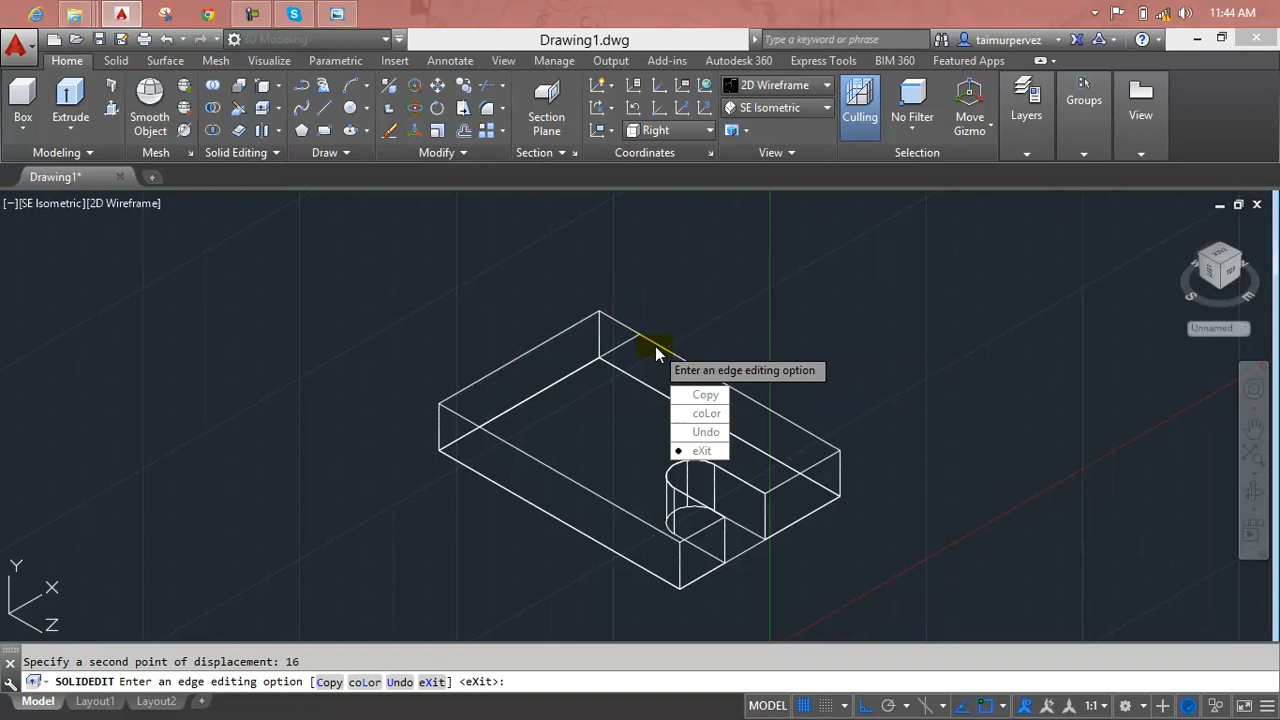 11:44 AM
3D Modeling
Drawing1.dwg
Type a keyword or phrase
taimurpervez
Home Solid Surface Mesh Visualize Parametric Insert Annotate View Manage Output Add-ins Autodesk 360 Express Tools BIM 360 Featured Apps
2D Wireframe
SE Isometric
Right
Box
Extrude
Smooth
Object
Section
Plane
Culling
No Filter
Move
Gizmo
Layers
Groups
View
Modeling Mesh Solid Editing Draw Modify Section Coordinates View Selection
Drawing1*
[−][SE Isometric][2D Wireframe]
Unnamed
Enter an edge editing option
Copy
coLor
Undo
eXit
Y
X
Z
Specify a second point of displacement: 16
SOLIDEDIT Enter an edge editing option [Copy coLor Undo eXit] <eXit>:
Model Layout1 Layout2
MODEL
1:1